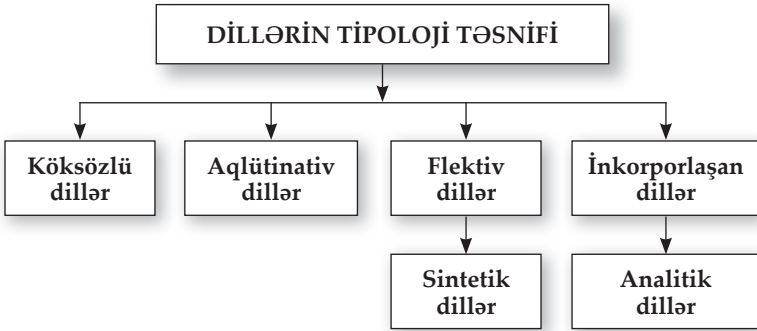 DİLLƏRİN TİPOLOJİ TƏSNİFİ
Köksözlü
dillər
Aqlütinativ
dillər
Flektiv
dillər
İnkorporlaşan
dillər
Sintetik
dillər
Analitik
dillər